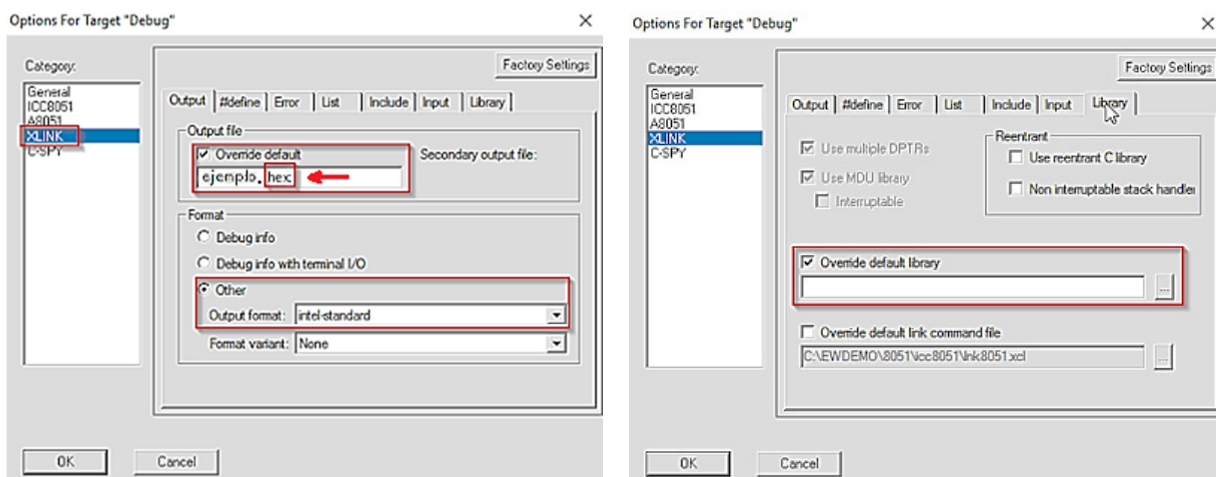 Options For Target "Debug"
Category:
General
ICC8051
A8051
XLINK
C-SPY
Factory Settings
Output #define Error List Include Input Library
Output file
Override default
Secondary output file:
ejemplo.hex
Format
Debug info
Debug info with terminal I/O
Other
Output format: intel-standard
Format variant: None
OK Cancel
Options For Target "Debug"
Category:
General
ICC8051
A8051
XLINK
C-SPY
Factory Settings
Output #define Error List Include Input Library
Use multiple DPTRs
Use MDU library
Interruptable
Reentrant
Use reentrant C library
Non interruptable stack handler
Override default library
...
Override default link command file
C:\EWDEMO\8051\icc8051\lnk8051.xcl
...
OK Cancel